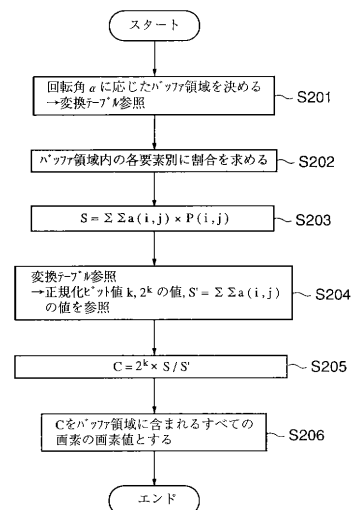 スタート
回転角αに応じたバッファ領域を決める
→変換テーブル参照
S201
バッファ領域内の各要素別に割合を求める
S202
S=ΣΣa(i,j)×P(i,j)
S203
変換テーブル参照
→正規化ビット値k,2^kの値,S'=ΣΣa(i,j)
の値を参照
S204
C=2^k×S/S'
S205
Cをバッファ領域に含まれるすべての
画素の画素値とする
S206
エンド